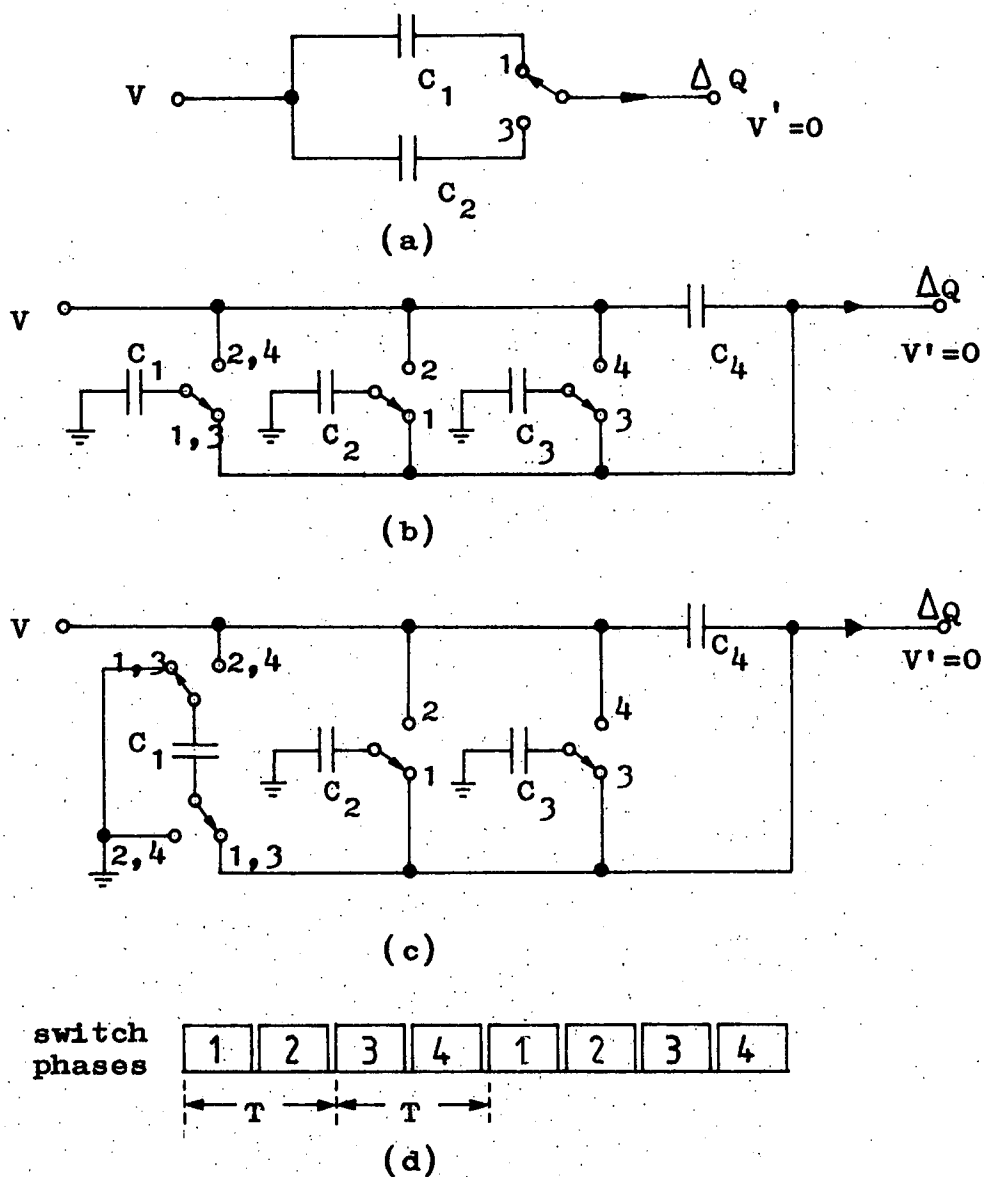 C1
1
V
Δ Q
V'=0
3
C2
(a)
V
ΔQ
C1
2,4
2
4
C4
V'=0
1,3
C2
1
C3
3
(b)
V
ΔQ
1,3
2,4
C4
V'=0
2
4
C1
C2
1
C3
3
2,4
1,3
(c)
switch phases
1 2 3 4 1 2 3 4
T T
(d)